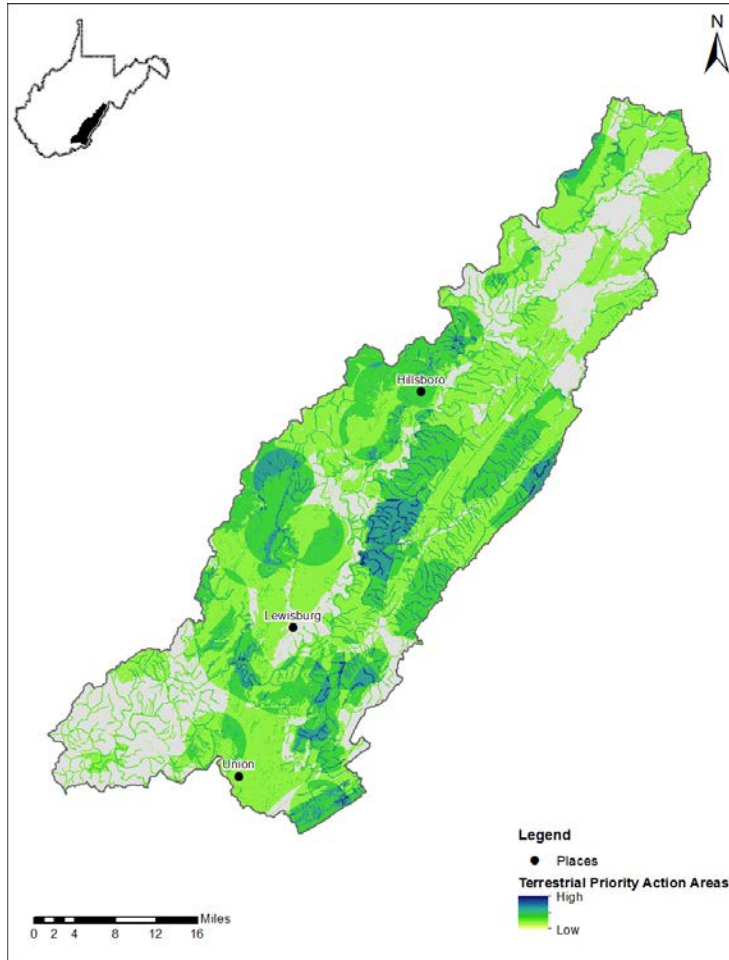 N
Hillsboro
Lewisburg
Union
Legend
Places
Terrestrial Priority Action Areas
High
Low
Miles
0 2 4 8 12 16